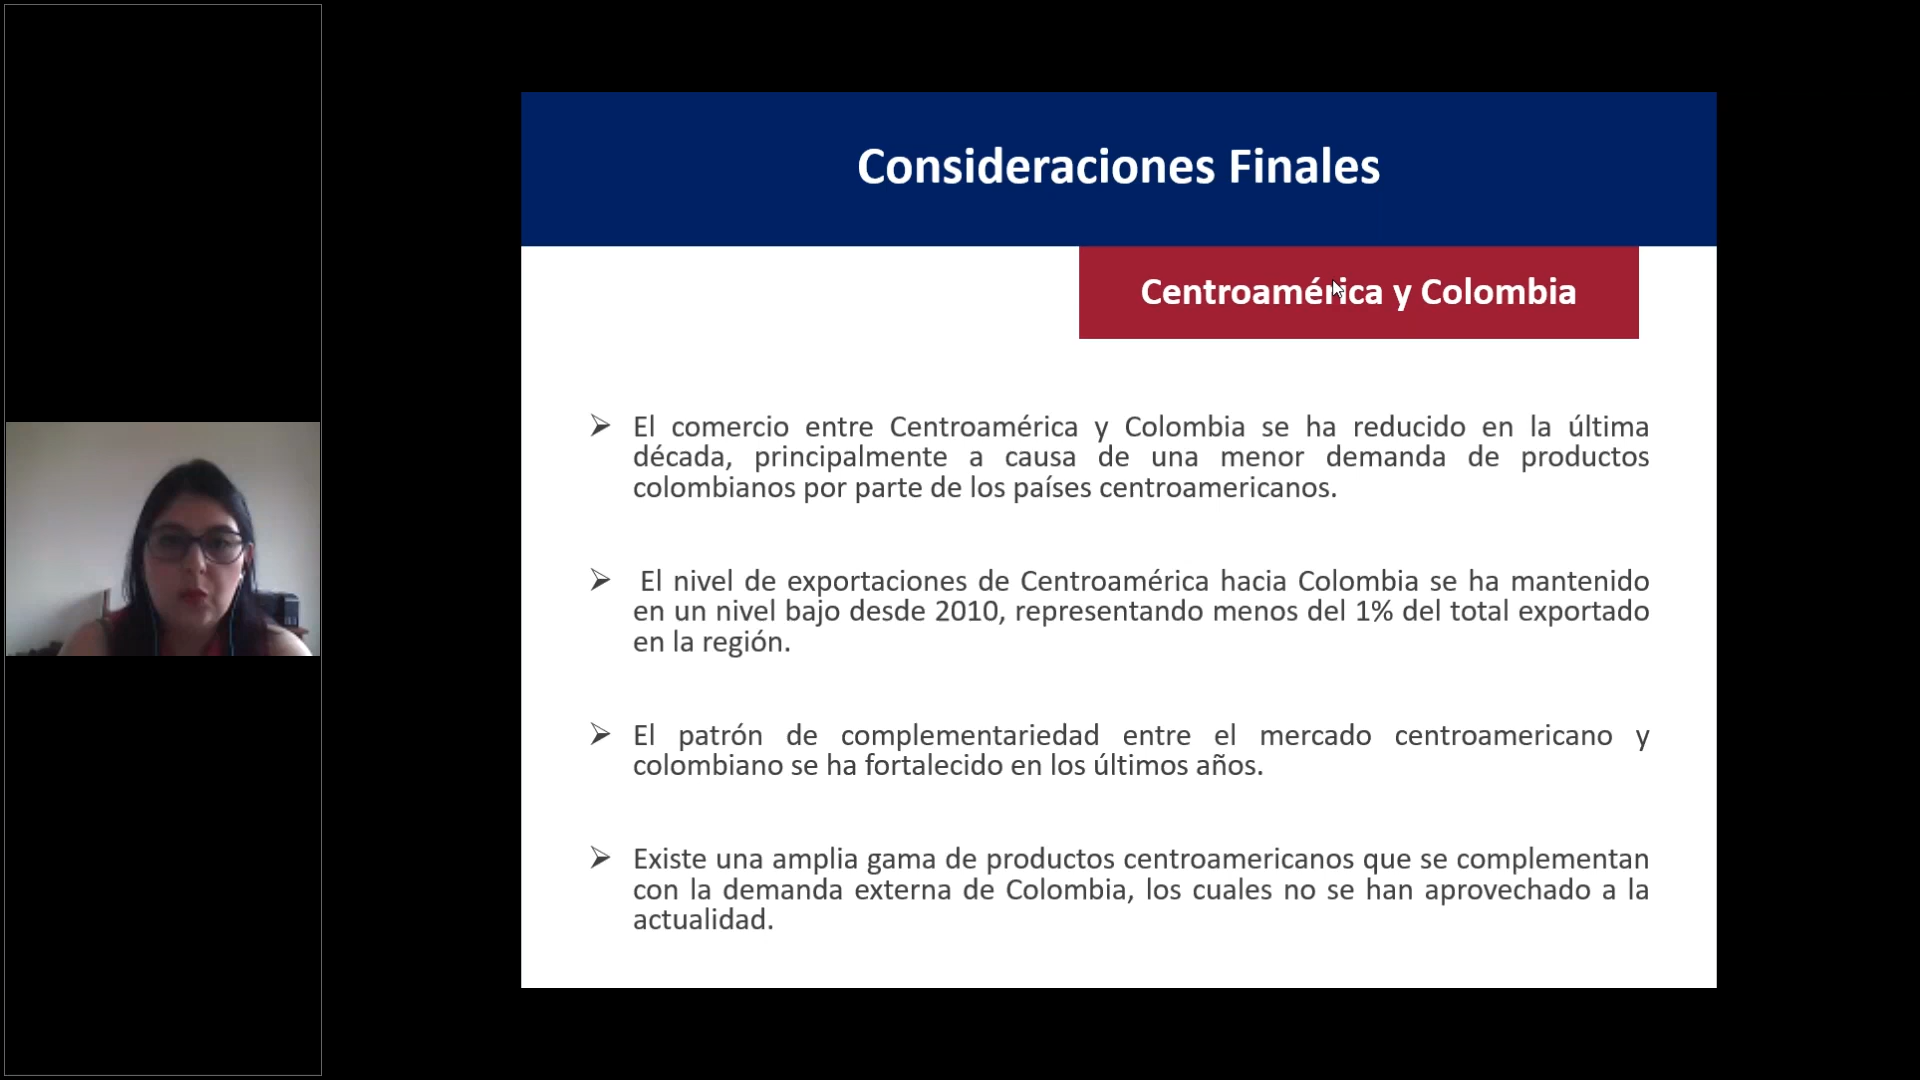 Consideraciones Finales
Centroamérica y Colombia
El comercio entre Centroamérica y Colombia se ha reducido en la última
década, principalmente a causa de una menor demanda de productos
colombianos por parte de los países centroamericanos.
El nivel de exportaciones de Centroamérica hacia Colombia se ha mantenido
en un nivel bajo desde 2010, representando menos del 1% del total exportado
en la región.
El patrón de complementariedad entre el mercado centroamericano y
colombiano se ha fortalecido en los últimos años.
Existe una amplia gama de productos centroamericanos que se complementan
con la demanda externa de Colombia, los cuales no se han aprovechado a la
actualidad.